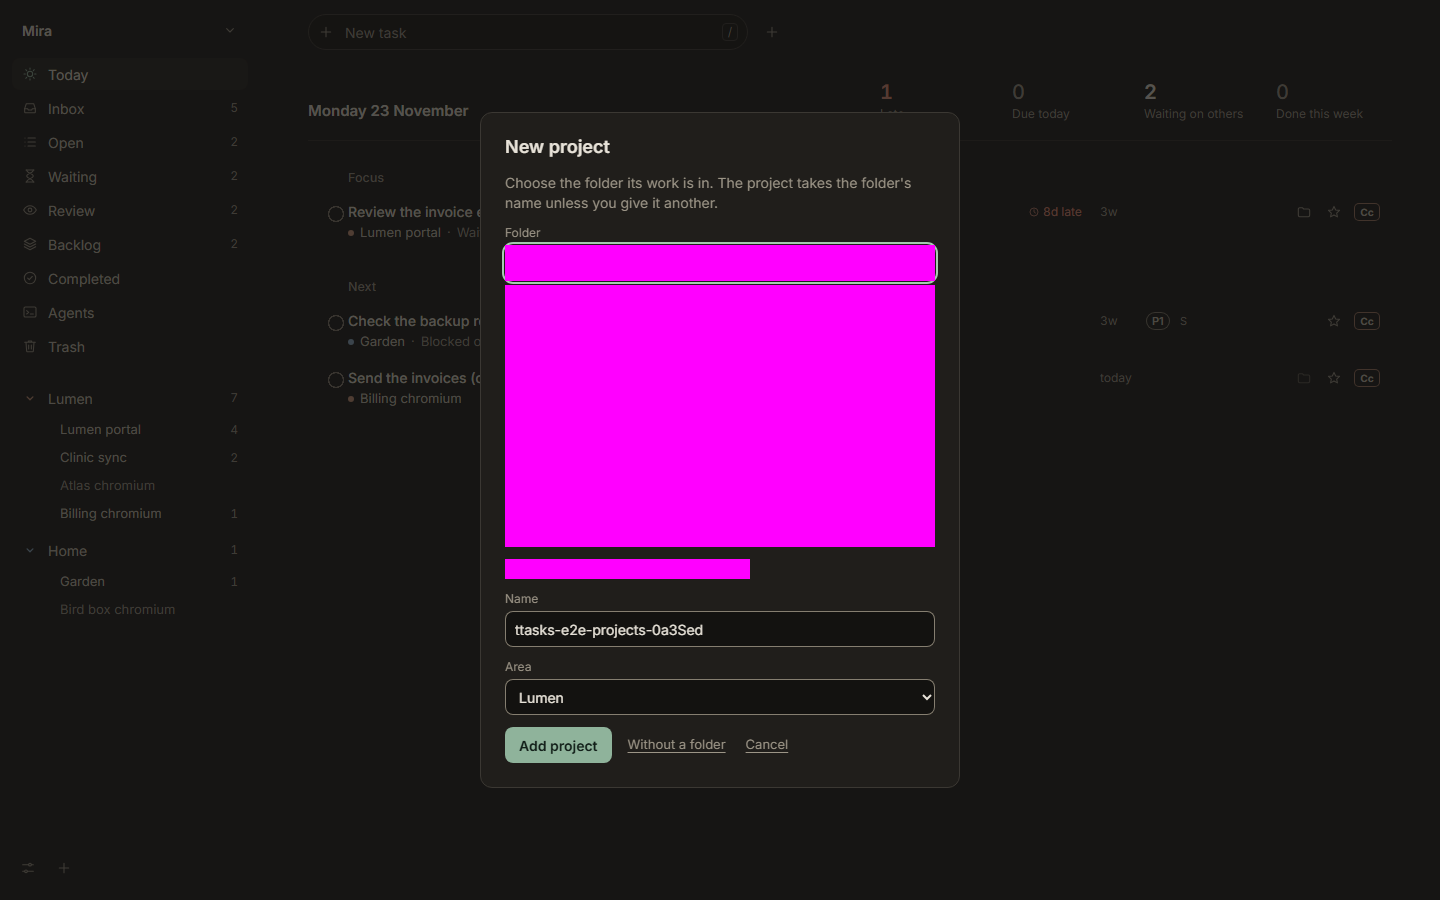 Mira
New task
/
Today
Inbox 5
Open 2
Waiting 2
Review 2
Backlog 2
Completed
Agents
Trash
Lumen 7
Lumen portal 4
Clinic sync 2
Atlas chromium
Billing chromium 1
Home 1
Garden 1
Bird box chromium
Monday 23 November
1
0 Due today
2 Waiting on others
0 Done this week
Focus
Review the invoice
Lumen portal ·
8d late 3w Cc
Next
Check the backup
Garden · Blocked
3w P1 S Cc
Send the invoices
Billing chromium
today Cc
New project
Choose the folder its work is in. The project takes the folder's
name unless you give it another.
Folder
Name
ttasks-e2e-projects-0a3Sed
Area
Lumen
Add project Without a folder Cancel